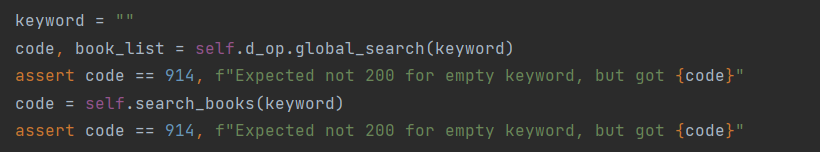 keyword = ""
code, book_list = self.d_op.global_search(keyword)
assert code == 914, f"Expected not 200 for empty keyword, but got {code}"
code = self.search_books(keyword)
assert code == 914, f"Expected not 200 for empty keyword, but got {code}"